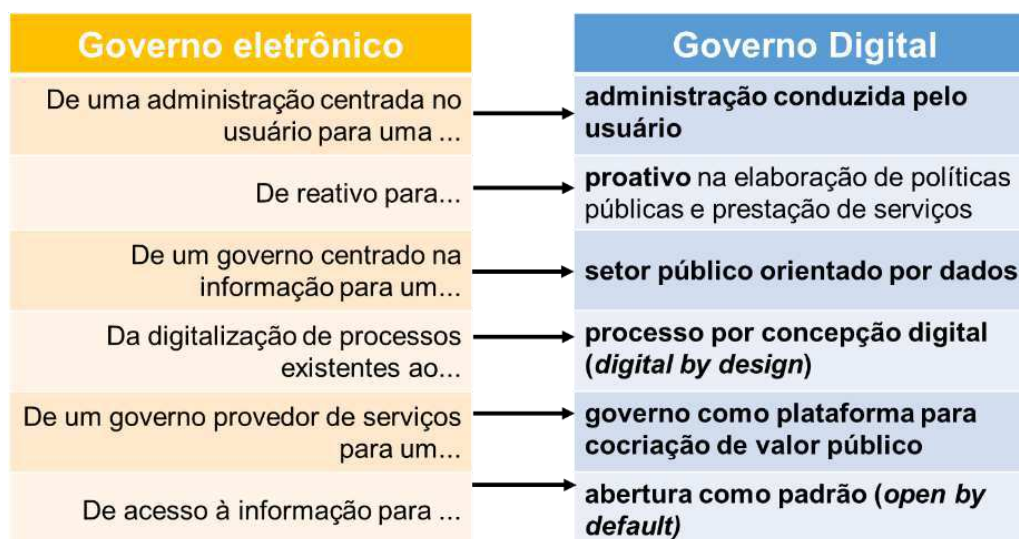 Governo eletrônico
Governo Digital
De uma administração centrada no
usuário para uma ...
administração conduzida pelo
usuário
De reativo para...
proativo na elaboração de políticas
públicas e prestação de serviços
De um governo centrado na
informação para um...
setor público orientado por dados
Da digitalização de processos
existentes ao...
processo por concepção digital
(digital by design)
De um governo provedor de serviços
para um...
governo como plataforma para
cocriação de valor público
De acesso à informação para ...
abertura como padrão (open by
default)